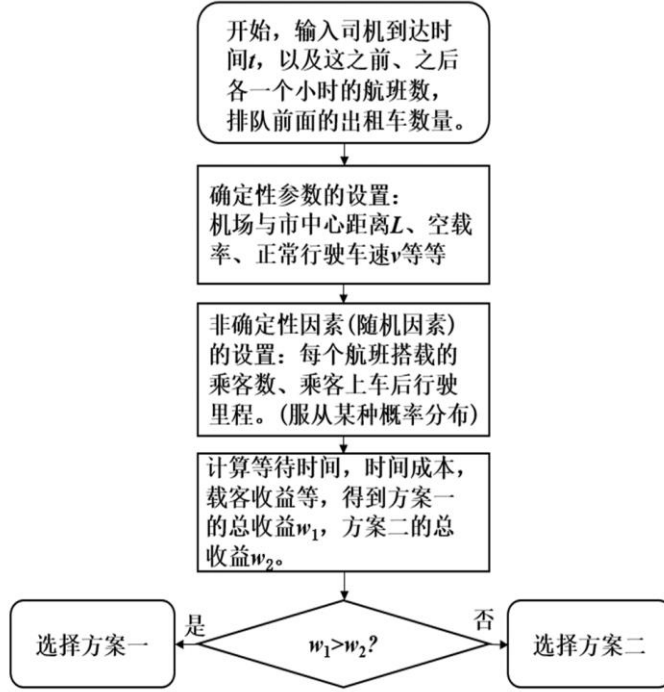 开始，输入司机到达时
间t，以及这之前、之后
各一个小时的航班数，
排队前面的出租车数量。
确定性参数的设置：
机场与市中心距离L、空载
率、正常行驶车速v等等
非确定性因素(随机因素)
的设置：每个航班搭载的
乘客数、乘客上车后行驶
里程。(服从某种概率分布)
计算等待时间，时间成本，
载客收益等，得到方案一
的总收益w₁，方案二的总
收益w₂。
是
否
选择方案一
w₁>w₂?
选择方案二